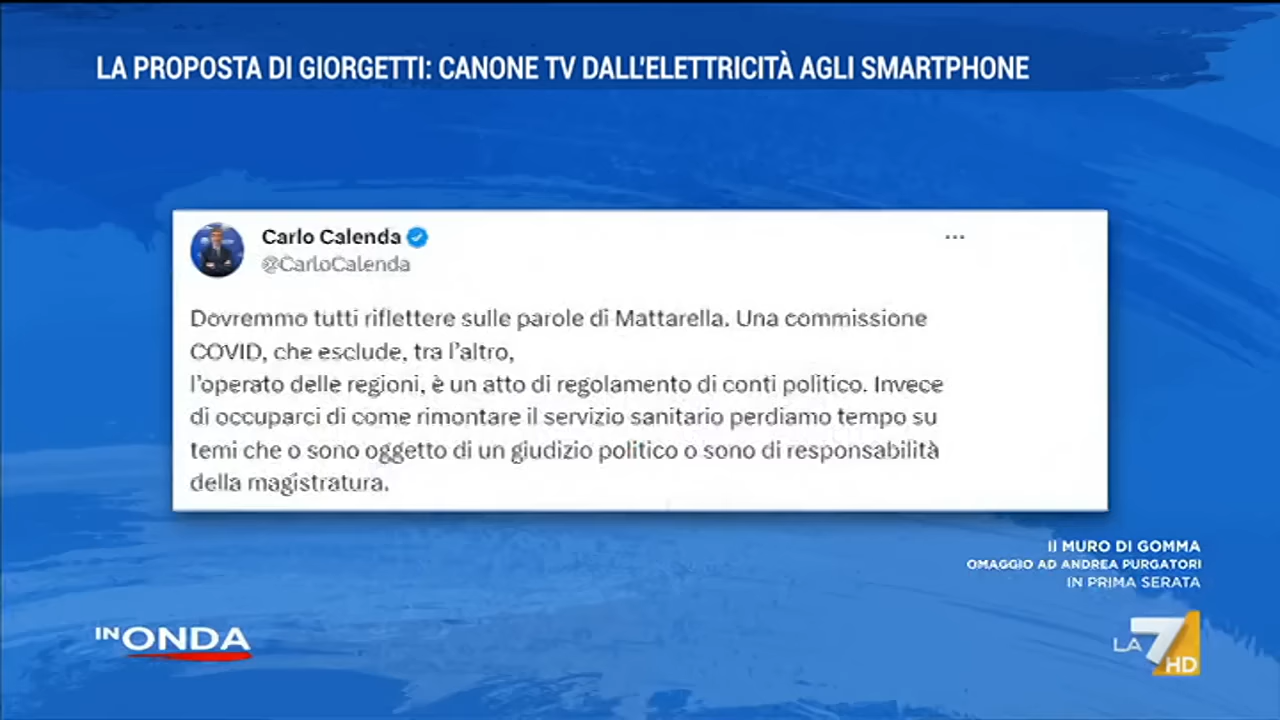 LA PROPOSTA DI GIORGETTI: CANONE TV DALL'ELETTRICITÀ AGLI SMARTPHONE
Carlo Calenda
@CarloCalenda
Dovremmo tutti riflettere sulle parole di Mattarella. Una commissione
COVID, che esclude, tra l'altro,
l'operato delle regioni, è un atto di regolamento di conti politico. Invece
di occuparci di come rimontare il servizio sanitario perdiamo tempo su
temi che o sono oggetto di un giudizio politico o sono di responsabilità
della magistratura.
Il MURO DI GOMMA
OMAGGIO AD ANDREA PURGATORI
IN PRIMA SERATA
IN ONDA
LA 7 HD